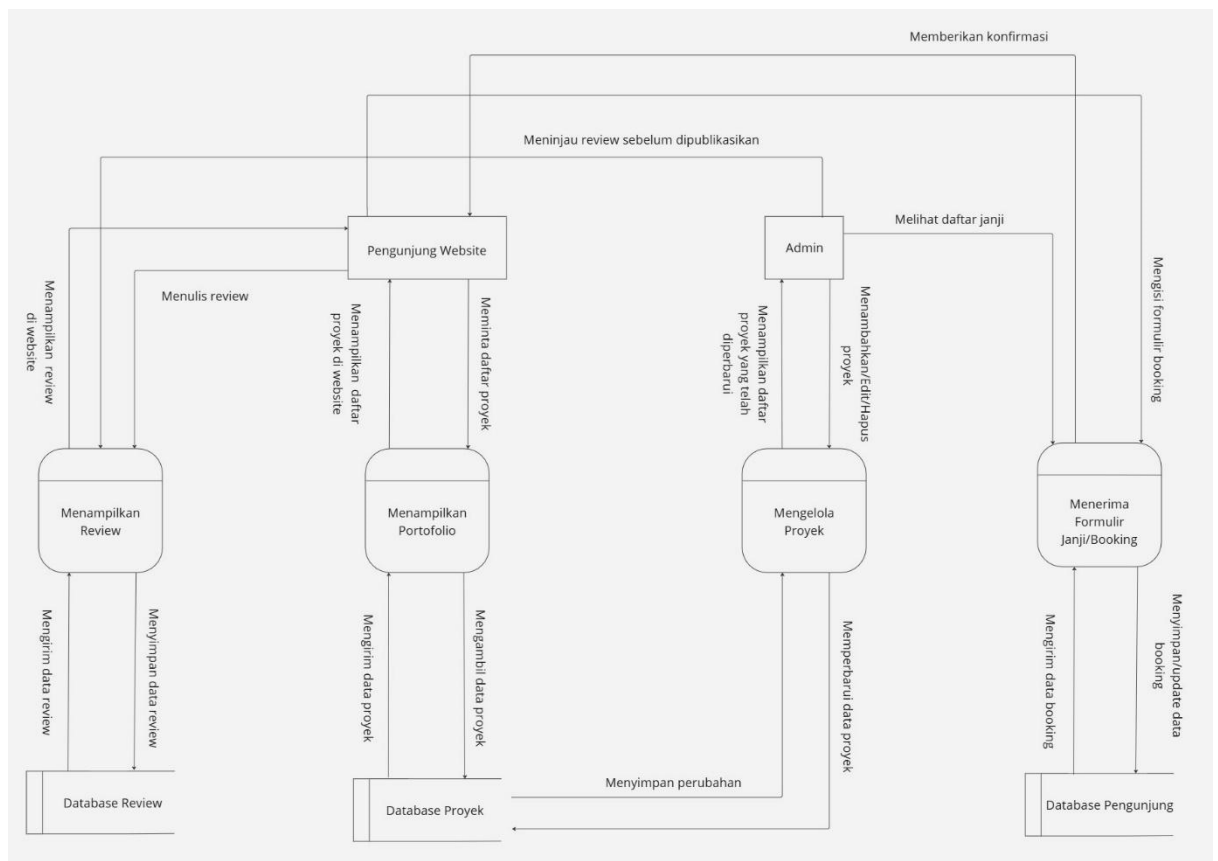 Memberikan konfirmasi
Meninjau review sebelum dipublikasikan
Pengunjung Website
Admin
Melihat daftar janji
Menulis review
Menampilkan review
di website
Menampilkan daftar
proyek di website
Meminta daftar proyek
Menampilkan daftar
proyek yang telah
diperbarui
Menambahkan/Edit/Hapus
proyek
Mengisi formulir booking
Menampilkan
Review
Menampilkan
Portofolio
Mengelola
Proyek
Menerima
Formulir
Janji/Booking
Mengirim data review
Menyimpan data review
Mengirim data proyek
Mengambil data proyek
Memperbarui data proyek
Mengirim data booking
Menyimpan/update data
booking
Menyimpan perubahan
Database Review
Database Proyek
Database Pengunjung